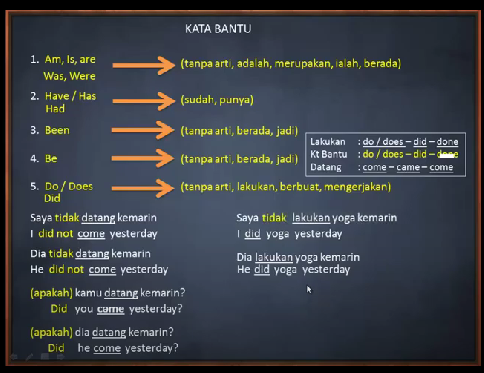 KATA BANTU
1. Am, Is, are
Was, Were
(tanpa arti, adalah, merupakan, ialah, berada)
2. Have / Has
Had
(sudah, punya)
3. Been
(tanpa arti, berada, jadi)
4. Be
(tanpa arti, berada, jadi)
Lakukan : do / does – did – done
Kt Bantu : do / does – did – done
Datang : come – came – come
5. Do / Does
Did
(tanpa arti, lakukan, berbuat, mengerjakan)
Saya tidak datang kemarin
I did not come yesterday
Dia tidak datang kemarin
He did not come yesterday
(apakah) kamu datang kemarin?
Did you come yesterday?
(apakah) dia datang kemarin?
Did he come yesterday?
Saya tidak lakukan yoga kemarin
I did yoga yesterday
Dia lakukan yoga kemarin
He did yoga yesterday